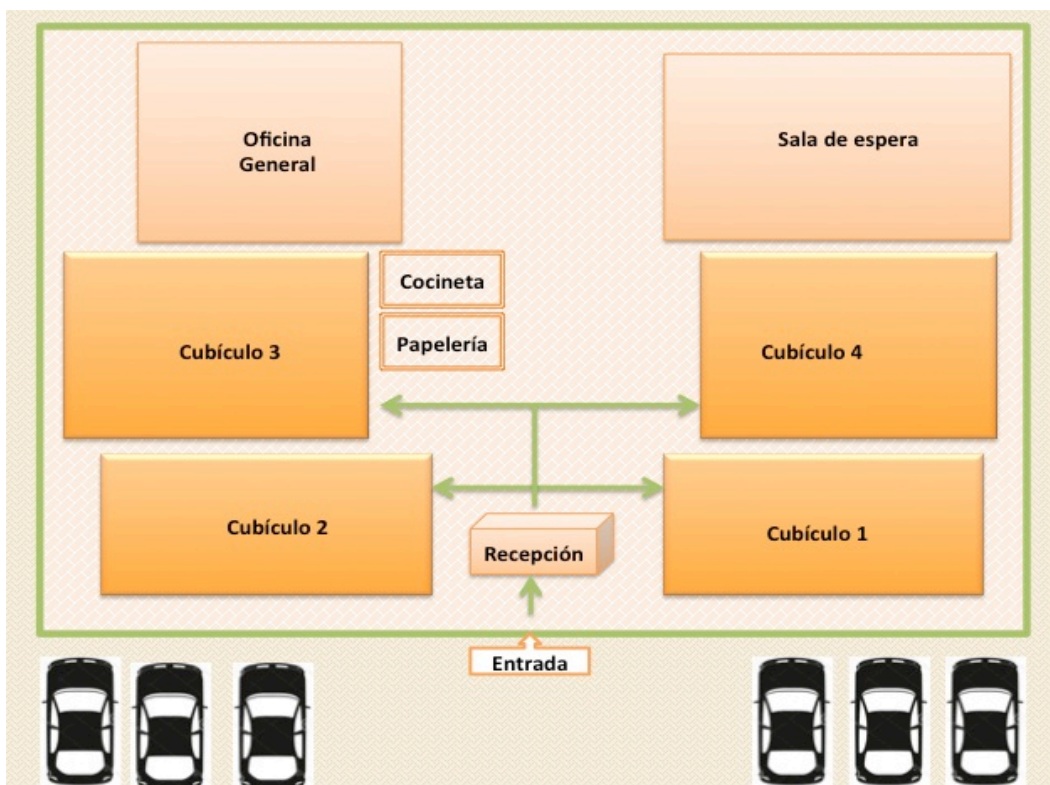 Oficina
General
Sala de espera
Cocineta
Papelería
Cubículo 3
Cubículo 4
Cubículo 2
Cubículo 1
Recepción
Entrada